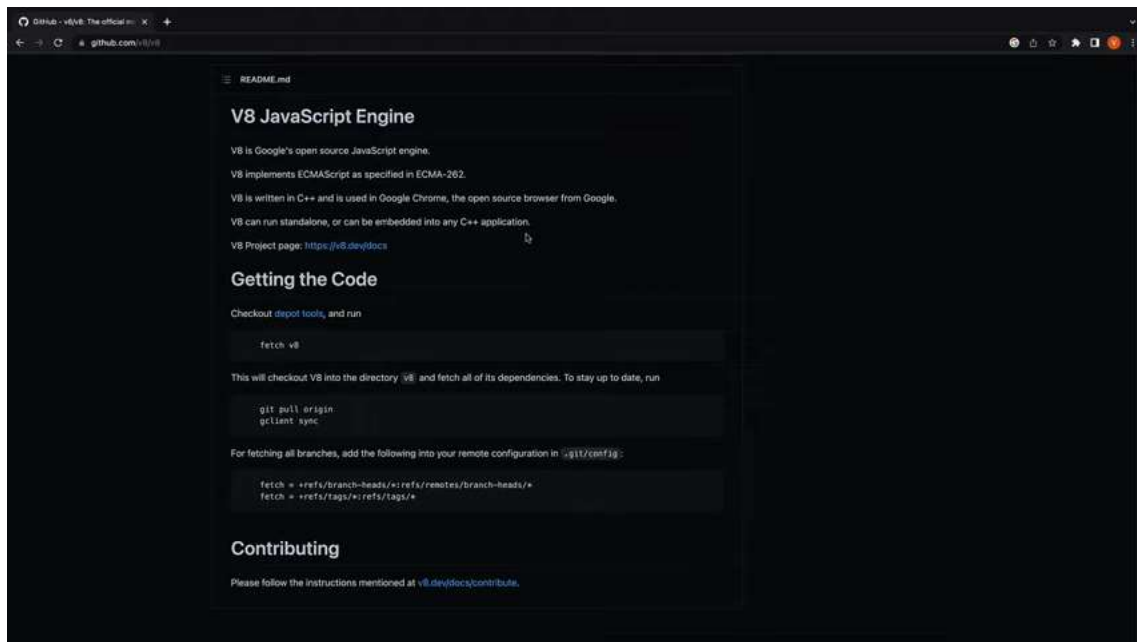 GitHub - v8/v8: The official mi
github.com/v8/v8
README.md
V8 JavaScript Engine
V8 is Google's open source JavaScript engine.
V8 implements ECMAScript as specified in ECMA-262.
V8 is written in C++ and is used in Google Chrome, the open source browser from Google.
V8 can run standalone, or can be embedded into any C++ application.
V8 Project page: https://v8.dev/docs
Getting the Code
Checkout depot tools, and run
fetch v8
This will checkout V8 into the directory v8 and fetch all of its dependencies. To stay up to date, run
git pull origin
gclient sync
For fetching all branches, add the following into your remote configuration in .git/config :
fetch = +refs/branch-heads/*:refs/remotes/branch-heads/*
fetch = +refs/tags/*:refs/tags/*
Contributing
Please follow the instructions mentioned at v8.dev/docs/contribute.